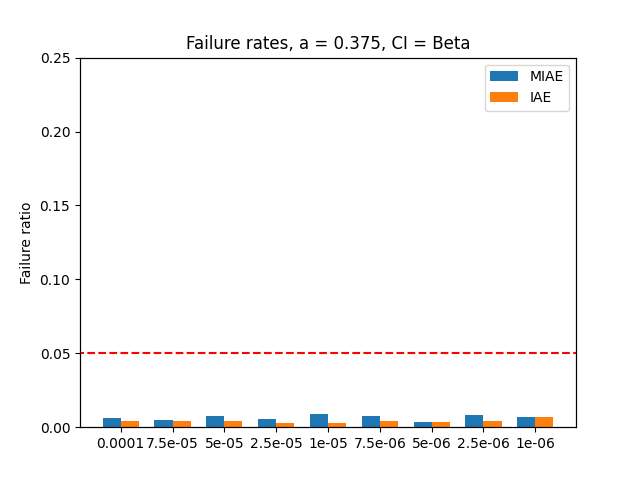 Failure rates, a = 0.375, CI = Beta
MIAE
IAE
Failure ratio
0.25
0.20
0.15
0.10
0.05
0.00
0.0001 7.5e-05 5e-05 2.5e-05 1e-05 7.5e-06 5e-06 2.5e-06 1e-06